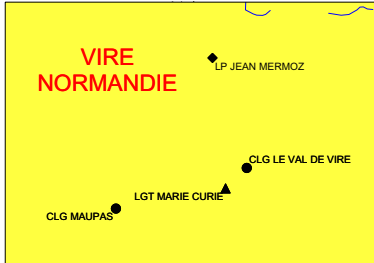 VIRE
NORMANDIE
LP JEAN MERMOZ
CLG LE VAL DE VIRE
LGT MARIE CURIE
CLG MAUPAS